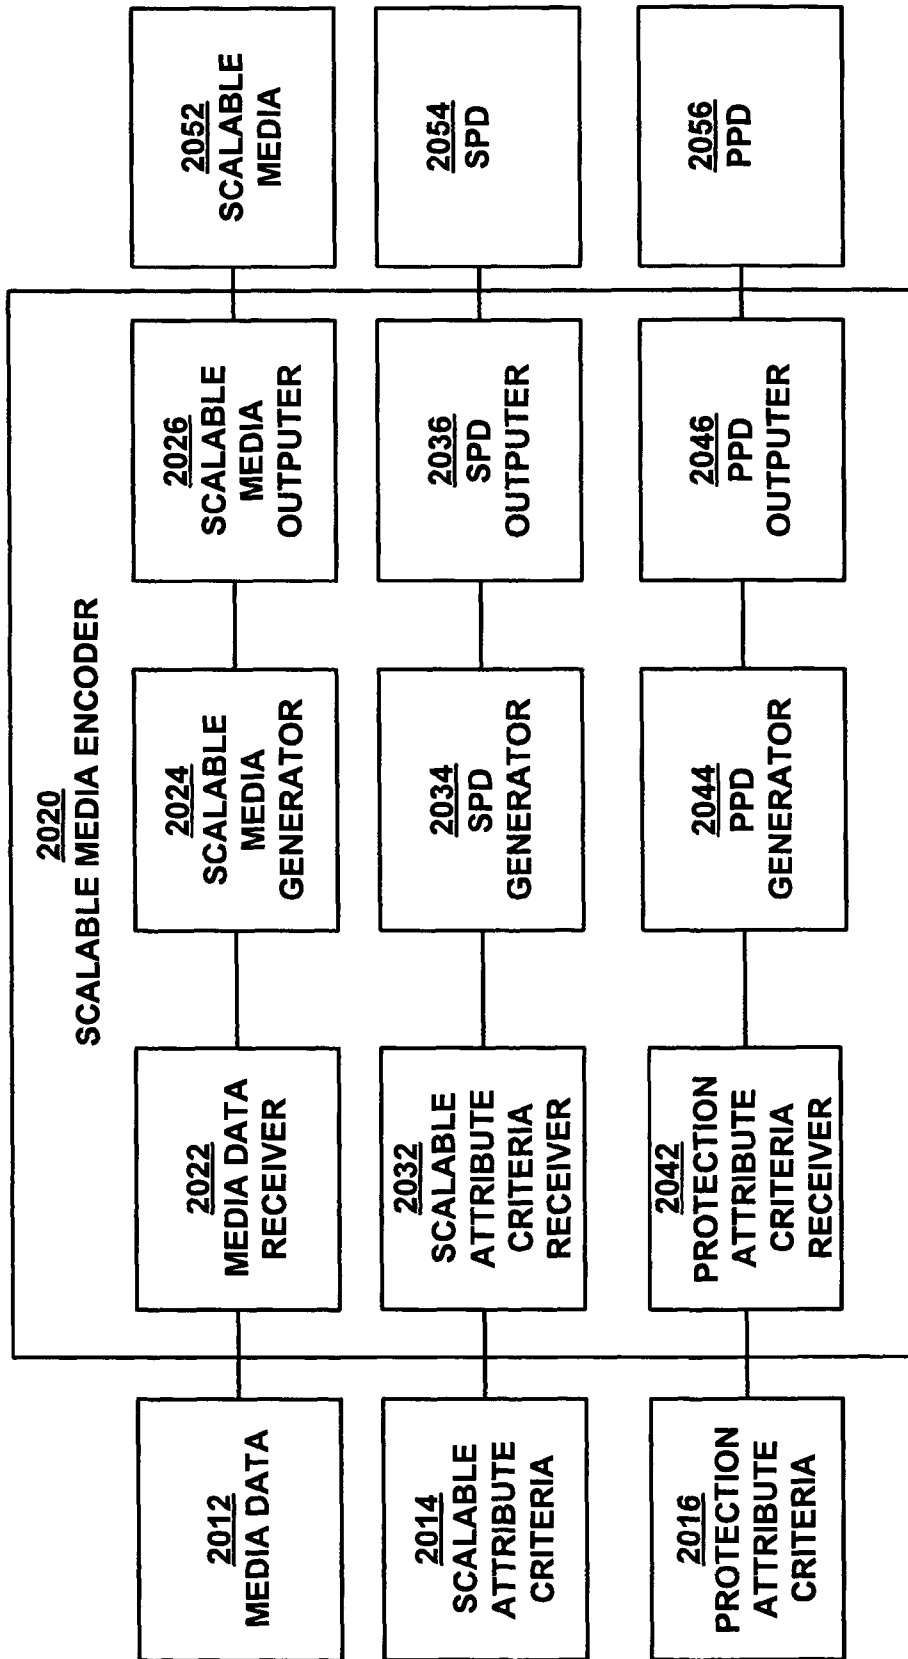 2020
SCALABLE MEDIA ENCODER
2012
MEDIA DATA
2022
MEDIA DATA
RECEIVER
2024
SCALABLE
MEDIA
GENERATOR
2026
SCALABLE
MEDIA
OUTPUTER
2052
SCALABLE
MEDIA
2014
SCALABLE
ATTRIBUTE
CRITERIA
2032
SCALABLE
ATTRIBUTE
CRITERIA
RECEIVER
2034
SPD
GENERATOR
2036
SPD
OUTPUTER
2054
SPD
2016
PROTECTION
ATTRIBUTE
CRITERIA
2042
PROTECTION
ATTRIBUTE
CRITERIA
RECEIVER
2044
PPD
GENERATOR
2046
PPD
OUTPUTER
2056
PPD